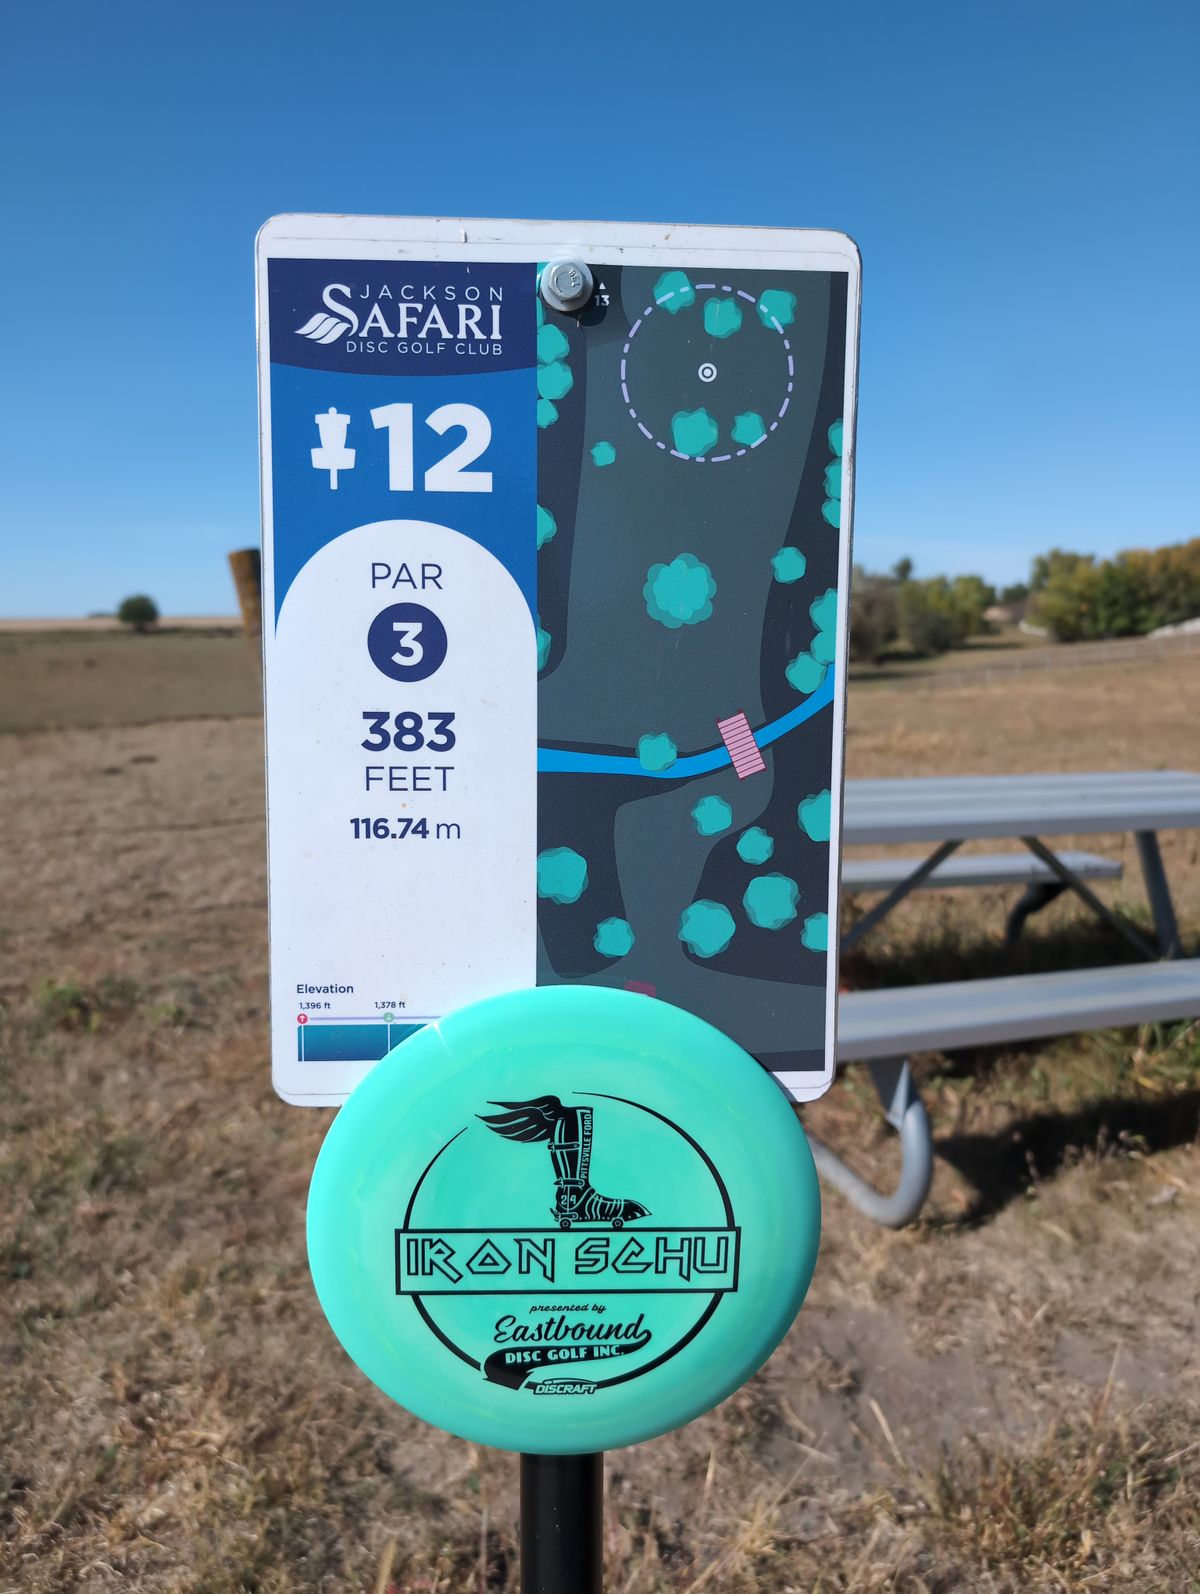 JACKSON
SAFARI
DISC GOLF CLUB
12
PAR
3
383
FEET
116.74 m
Elevation
1,396 ft
1,378 ft
13
PITTSVILLE FORD
24
IRON SCHU
presented by
Eastbound
DISC GOLF INC.
DISCRAFT